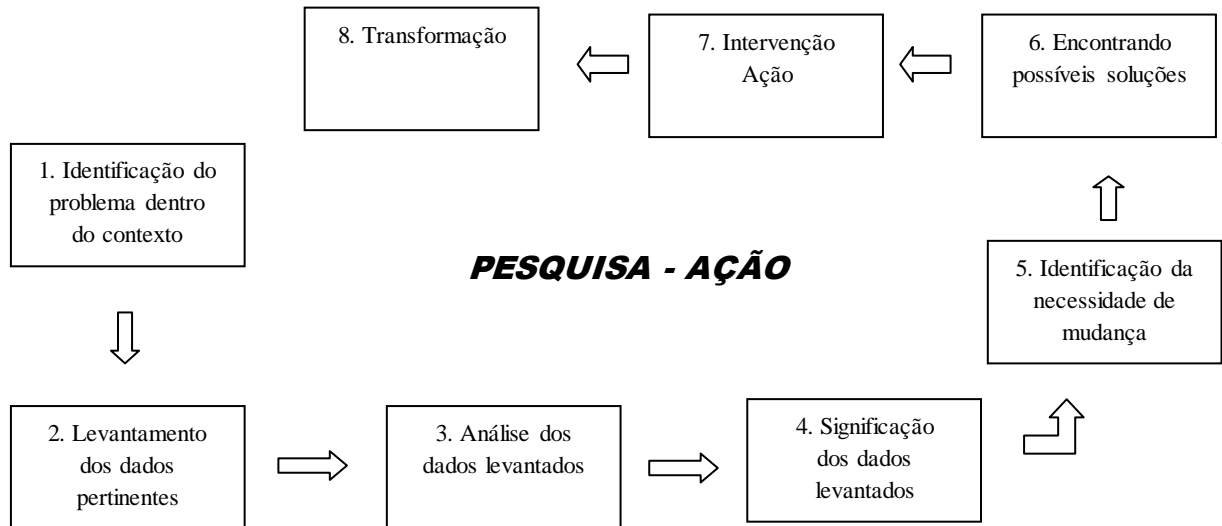 8. Transformação
7. Intervenção
Ação
6. Encontrando
possíveis soluções
1. Identificação do
problema dentro
do contexto
PESQUISA - AÇÃO
5. Identificação da
necessidade de
mudança
2. Levantamento
dos dados
pertinentes
3. Análise dos
dados levantados
4. Significação
dos dados
levantados